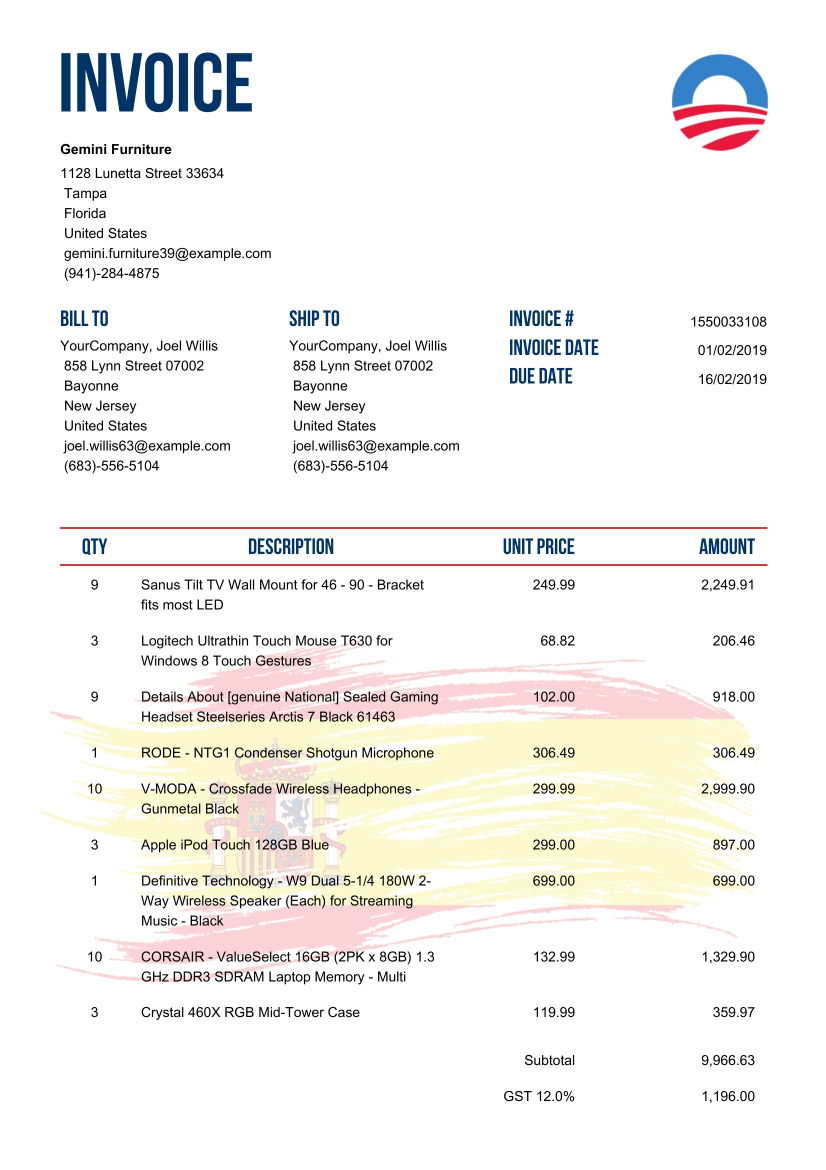 INVOICE
Gemini Furniture
1128 Lunetta Street 33634
Tampa
Florida
United States
gemini.furniture39@example.com
(941)-284-4875
BILL TO
YourCompany, Joel Willis
858 Lynn Street 07002
Bayonne
New Jersey
United States
joel.willis63@example.com
(683)-556-5104
SHIP TO
YourCompany, Joel Willis
858 Lynn Street 07002
Bayonne
New Jersey
United States
joel.willis63@example.com
(683)-556-5104
INVOICE # 1550033108
INVOICE DATE 01/02/2019
DUE DATE 16/02/2019
QTY DESCRIPTION UNIT PRICE AMOUNT
9 Sanus Tilt TV Wall Mount for 46 - 90 - Bracket 249.99 2,249.91
fits most LED
3 Logitech Ultrathin Touch Mouse T630 for 68.82 206.46
Windows 8 Touch Gestures
9 Details About [genuine National] Sealed Gaming 102.00 918.00
Headset Steelseries Arctis 7 Black 61463
1 RODE - NTG1 Condenser Shotgun Microphone 306.49 306.49
10 V-MODA - Crossfade Wireless Headphones - 299.99 2,999.90
Gunmetal Black
3 Apple iPod Touch 128GB Blue 299.00 897.00
1 Definitive Technology - W9 Dual 5-1/4 180W 2- 699.00 699.00
Way Wireless Speaker (Each) for Streaming
Music - Black
10 CORSAIR - ValueSelect 16GB (2PK x 8GB) 1.3 132.99 1,329.90
GHz DDR3 SDRAM Laptop Memory - Multi
3 Crystal 460X RGB Mid-Tower Case 119.99 359.97
Subtotal 9,966.63
GST 12.0% 1,196.00